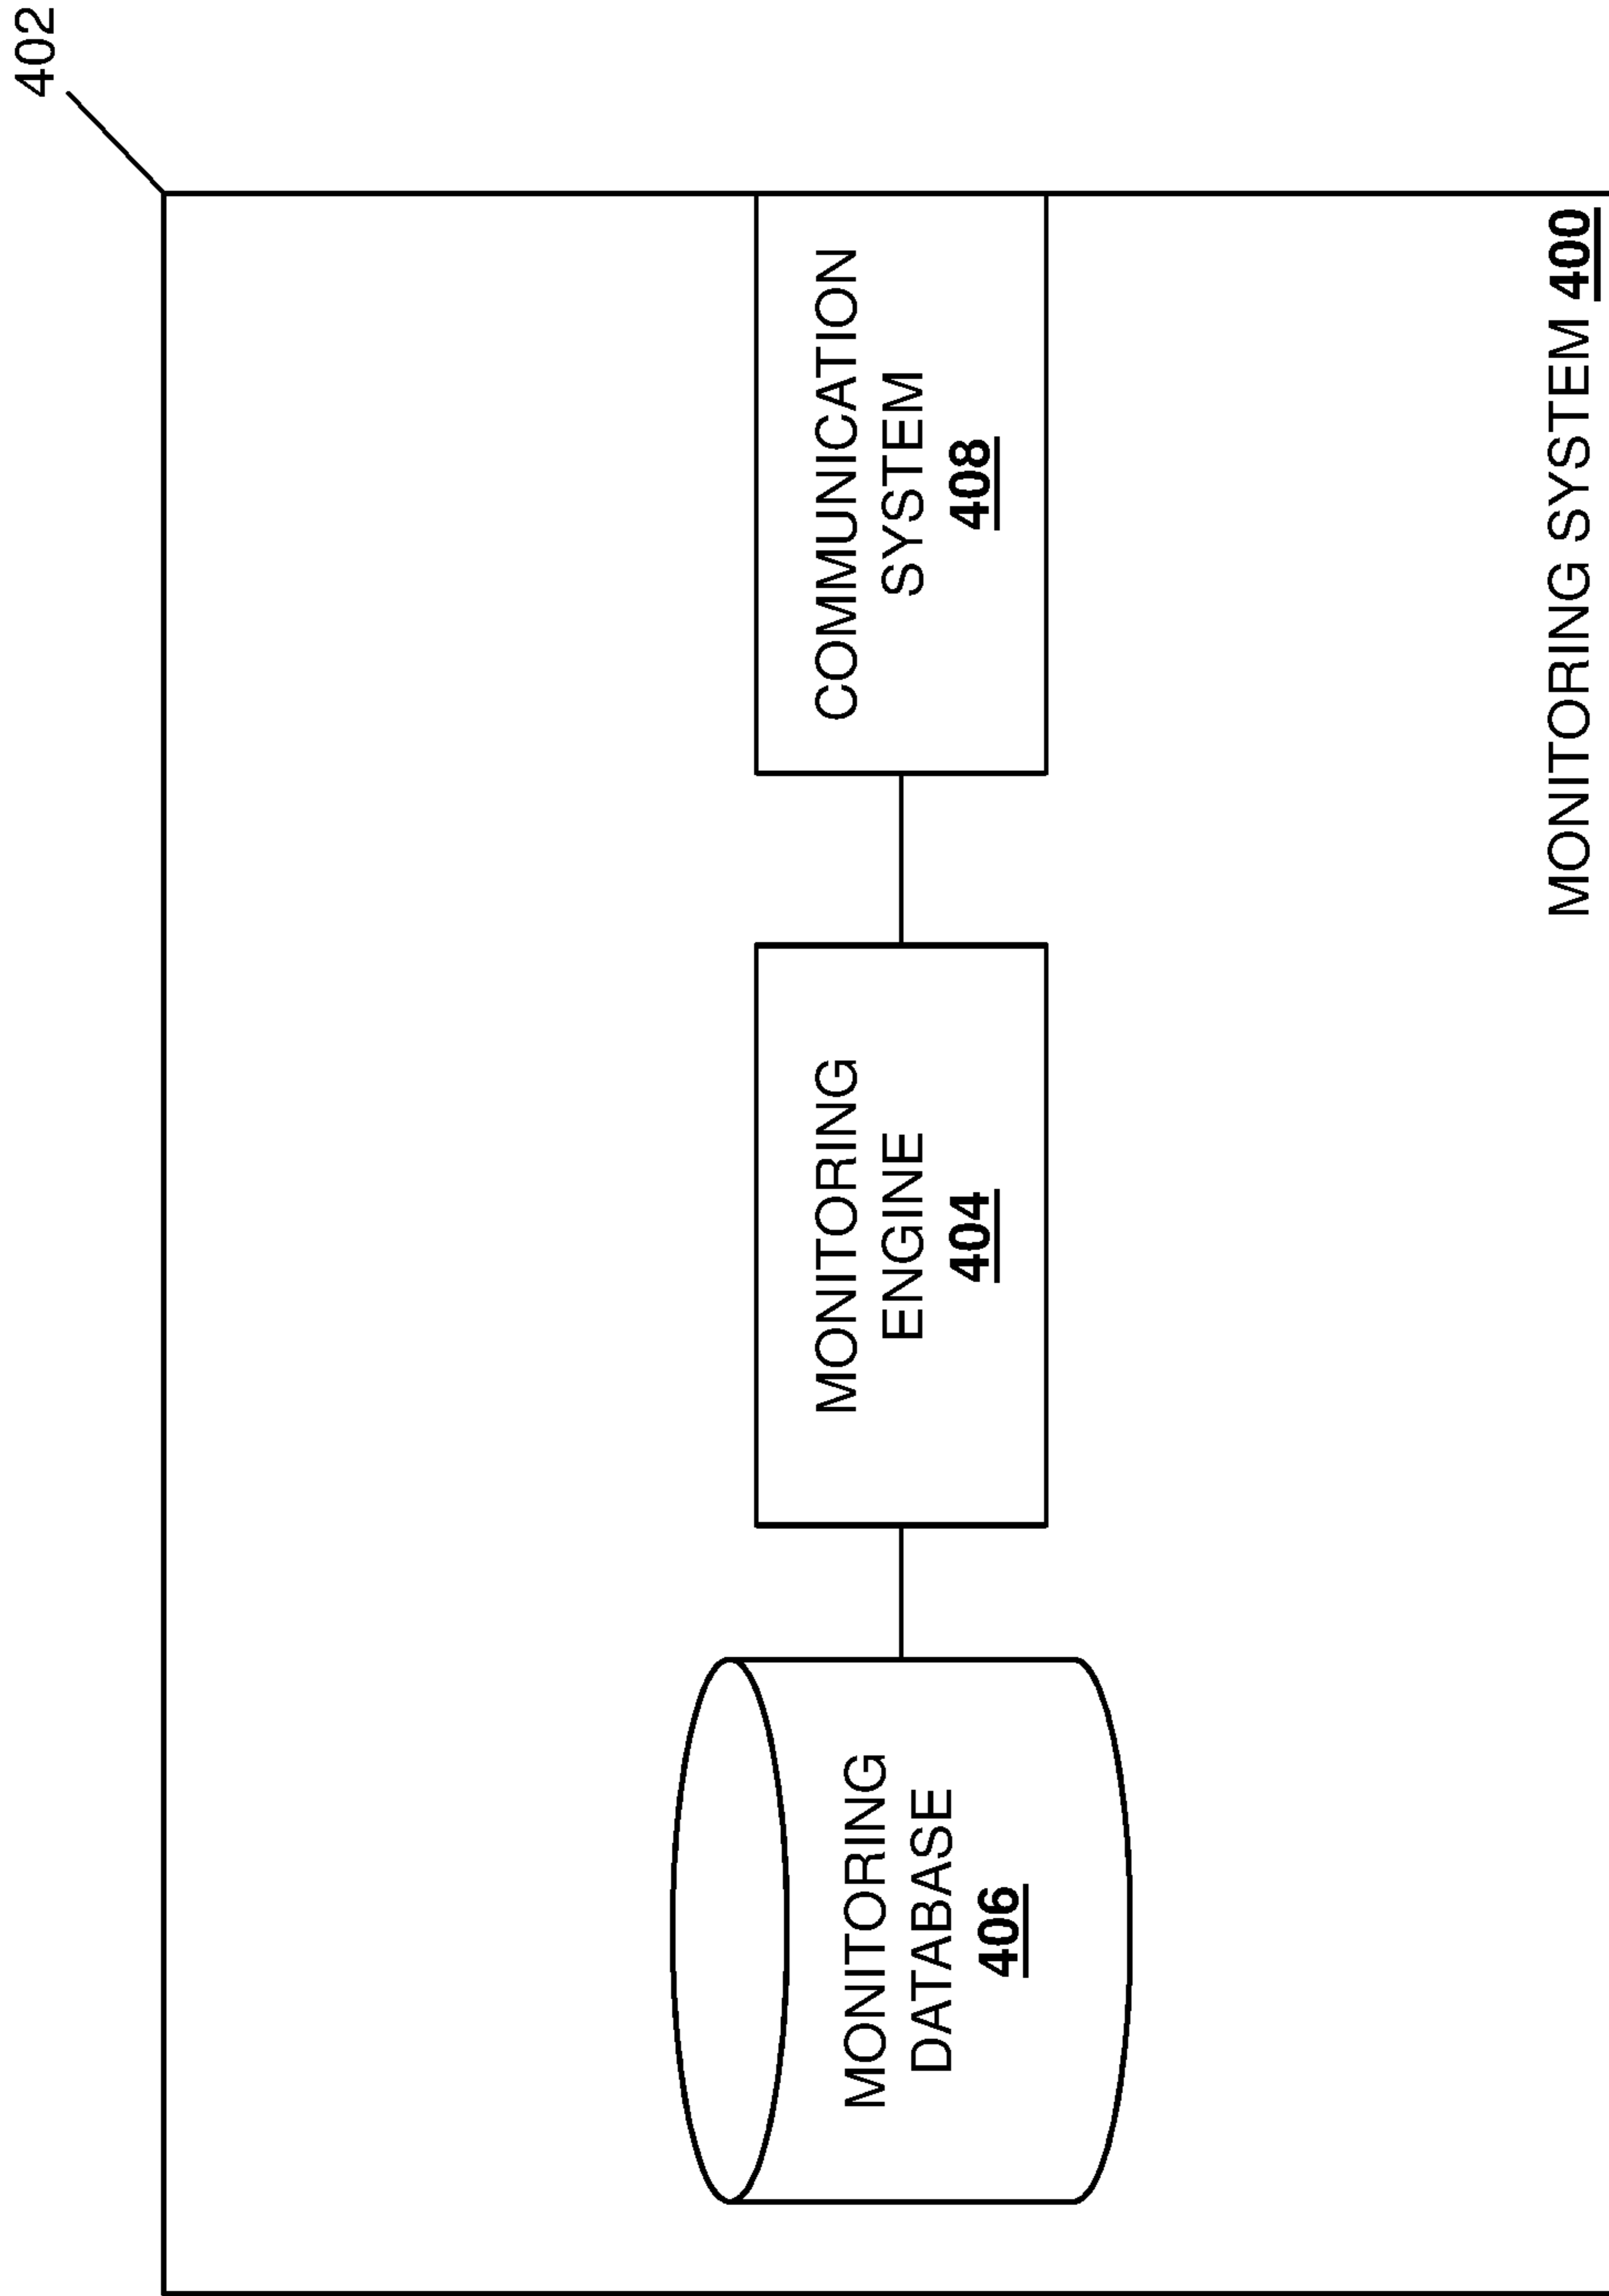 402
MONITORING
DATABASE
406
MONITORING
ENGINE
404
COMMUNICATION
SYSTEM
408
MONITORING SYSTEM 400